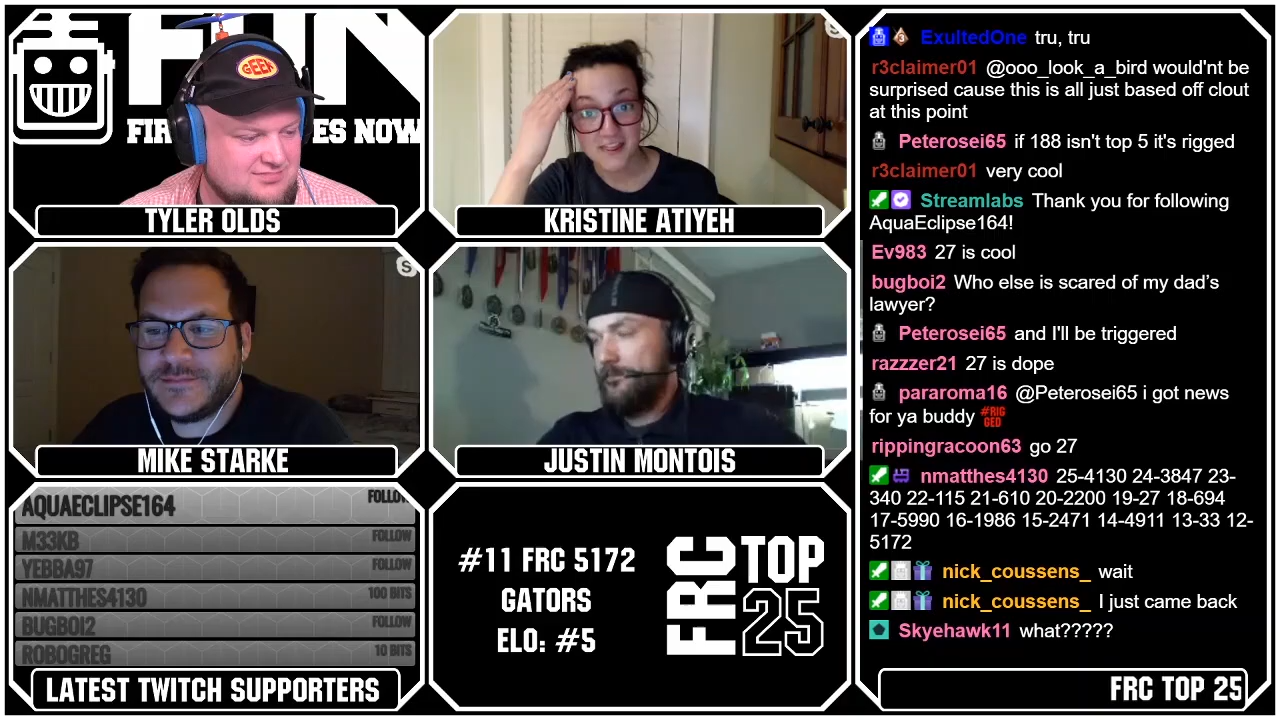 FUN
FIR
ES NOW
GEEK
TYLER OLDS
S
KRISTINE ATIYEH
S
MIKE STARKE
JUSTIN MONTOIS
AQUAECLIPSE164 FOLLOW
M33KB FOLLOW
YEBBA97 FOLLOW
NMATTHES4130 100 BITS
BUGBOI2 FOLLOW
ROBOGREG 10 BITS
LATEST TWITCH SUPPORTERS
#11 FRC 5172
GATORS
ELO: #5
FRC TOP 25
3 ExultedOne tru, tru
r3claimer01 @ooo_look_a_bird would'nt be
surprised cause this is all just based off clout
at this point
Peterosei65 if 188 isn't top 5 it's rigged
r3claimer01 very cool
Streamlabs Thank you for following
AquaEclipse164!
Ev983 27 is cool
bugboi2 Who else is scared of my dad’s
lawyer?
Peterosei65 and I'll be triggered
razzzer21 27 is dope
pararoma16 @Peterosei65 i got news
for ya buddy #RIGGED
rippingracoon63 go 27
nmatthes4130 25-4130 24-3847 23-
340 22-115 21-610 20-2200 19-27 18-694
17-5990 16-1986 15-2471 14-4911 13-33 12-
5172
nick_coussens_ wait
nick_coussens_ I just came back
Skyehawk11 what?????
FRC TOP 25